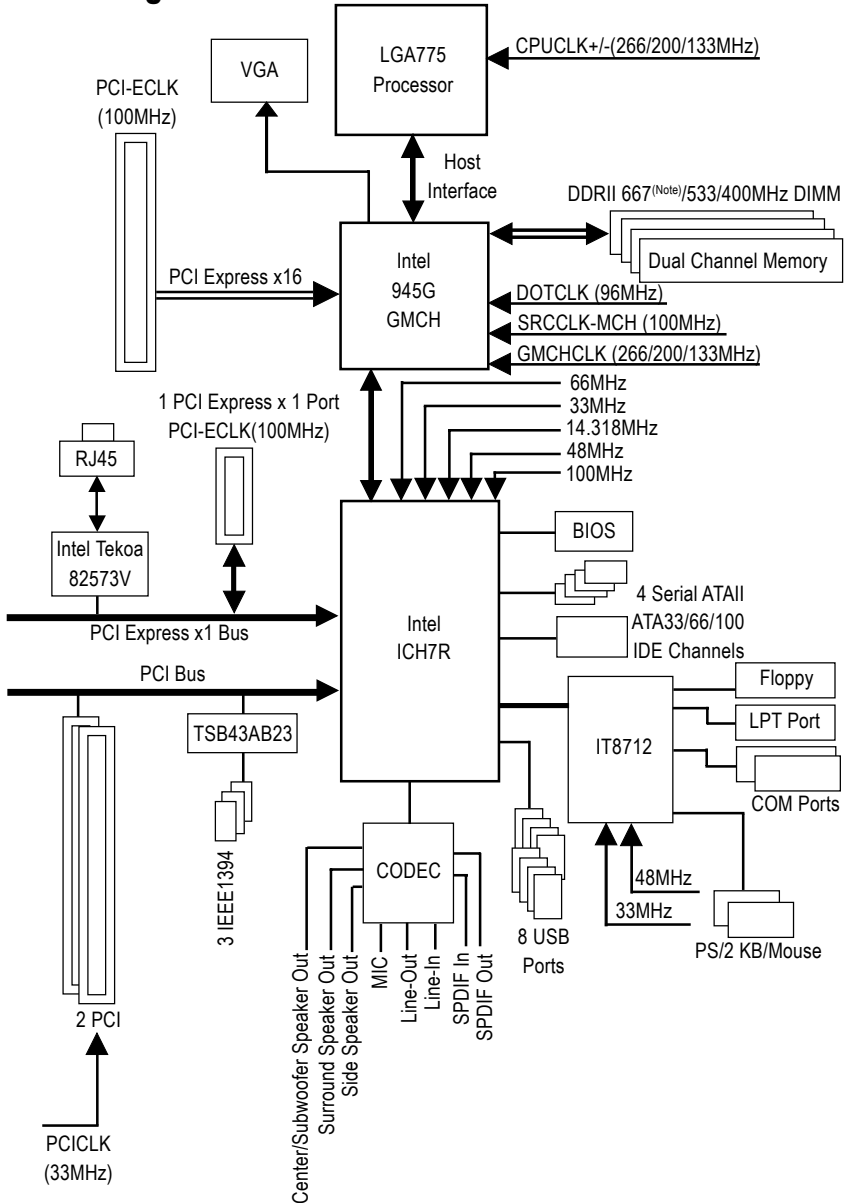 LGA775
Processor
CPUCLK+/-(266/200/133MHz)
VGA
PCI-ECLK
(100MHz)
Host
Interface
DDRII 667(Note)/533/400MHz DIMM
Dual Channel Memory
Intel
945G
GMCH
PCI Express x16
DOTCLK (96MHz)
SRCCLK-MCH (100MHz)
GMCHCLK (266/200/133MHz)
66MHz
33MHz
14.318MHz
48MHz
100MHz
1 PCI Express x 1 Port
PCI-ECLK(100MHz)
RJ45
Intel Tekoa
82573V
PCI Express x1 Bus
PCI Bus
Intel
ICH7R
BIOS
4 Serial ATAII
ATA33/66/100
IDE Channels
Floppy
LPT Port
IT8712
COM Ports
TSB43AB23
3 IEEE1394
CODEC
48MHz
33MHz
PS/2 KB/Mouse
8 USB
Ports
2 PCI
PCICLK
(33MHz)
Center/Subwoofer Speaker Out
Surround Speaker Out
Side Speaker Out
MIC
Line-Out
Line-In
SPDIF In
SPDIF Out